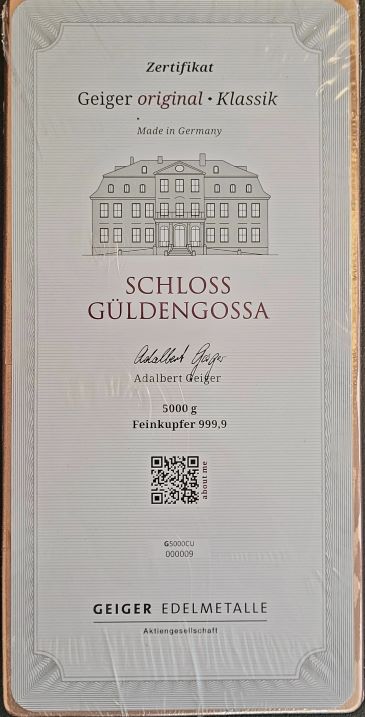 Zertifikat
Geiger original • Klassik
Made in Germany
SCHLOSS
GÜLDENGOSSA
Adalbert Geiger
Adalbert Geiger
5000 g
Feinkupfer 999,9
about me
G5000CU
000009
GEIGER EDELMETALLE
Aktiengesellschaft